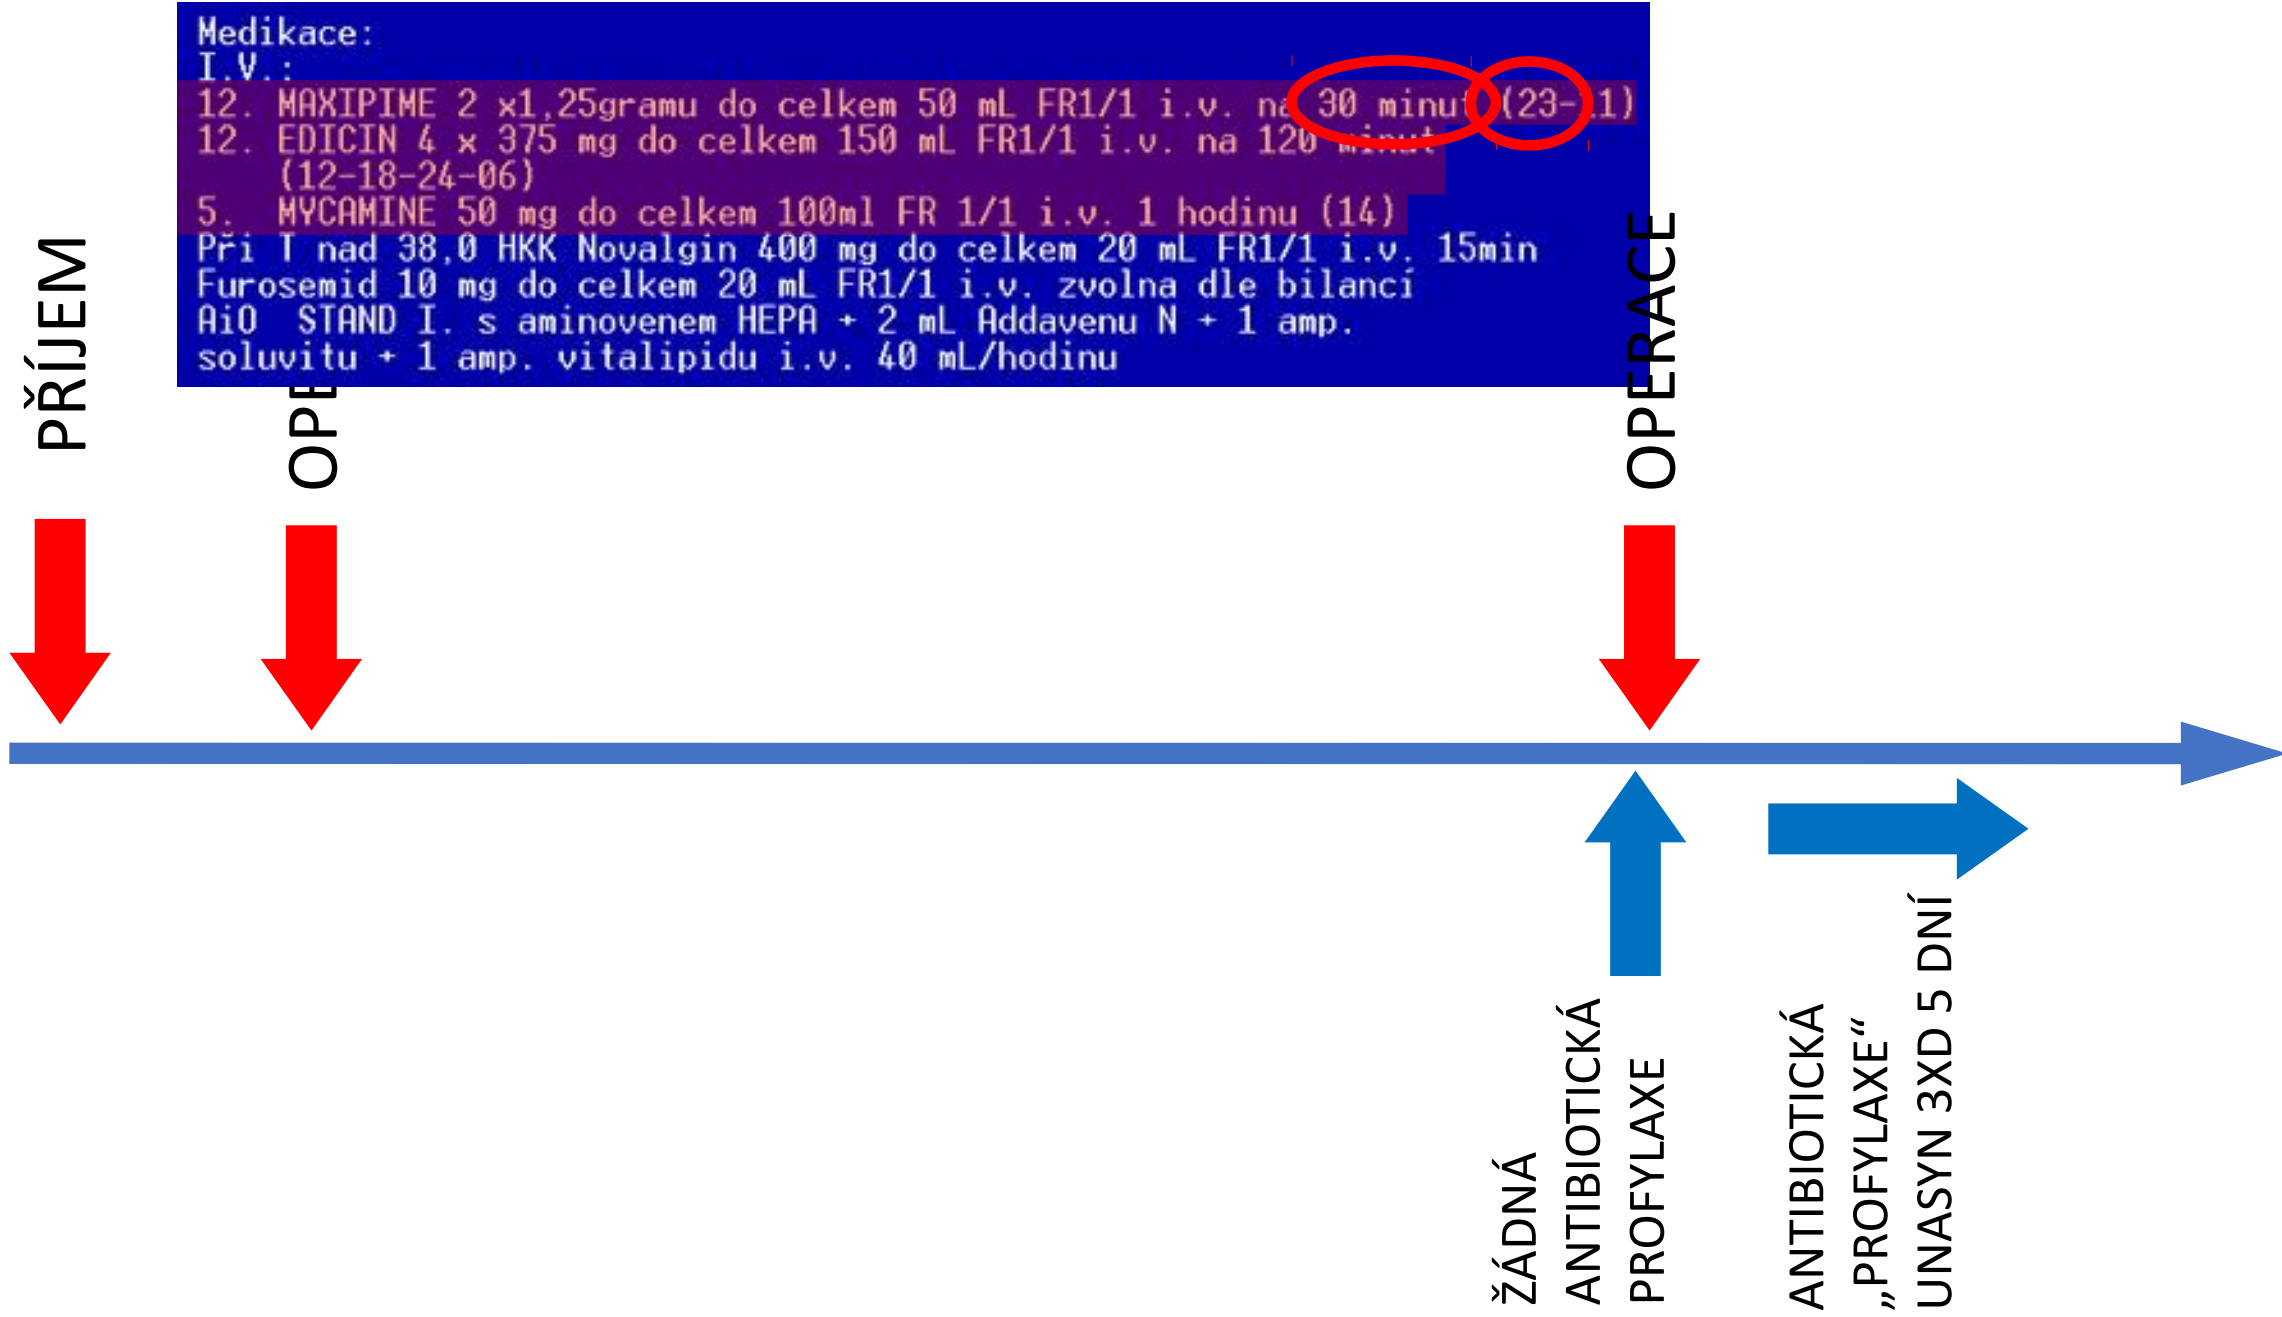 Medikace:
I.V.:
12. MAXIPIME 2 x1,25gramu do celkem 50 mL FR1/1 i.v. na 30 minut (23-11)
12. EDICIN 4 x 375 mg do celkem 150 mL FR1/1 i.v. na 120 minut
(12-18-24-06)
5. MYCAMINE 50 mg do celkem 100ml FR 1/1 i.v. 1 hodinu (14)
Při T nad 38,0 HKK Novalgin 400 mg do celkem 20 mL FR1/1 i.v. 15min
Furosemid 10 mg do celkem 20 mL FR1/1 i.v. zvolna dle bilancí
AiO STAND I. s aminovenem HEPA + 2 mL Addavenu N + 1 amp.
soluvitu + 1 amp. vitalipidu i.v. 40 mL/hodinu
PŘÍJEM
OPERACE
ŽÁDNÁ
ANTIBIOTICKÁ
PROFYLAXE
ANTIBIOTICKÁ
„PROFYLAXE“
UNASYN 3XD 5 DNÍ